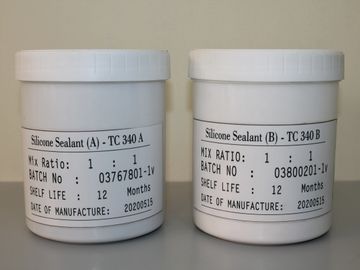 Silicone Sealant (A) - TC 340 A
Mix Ratio: 1 : 1
BATCH NO : 03767801-1v
SHELF LIFE : 12 Months
DATE OF MANUFACTURE: 20200515
Silicone Sealant (B) - TC 340 B
MIX RATIO: 1 : 1
BATCH NO : 03800201-1v
SHELF LIFE : 12 Months
DATE OF MANUFACTURE: 20200515